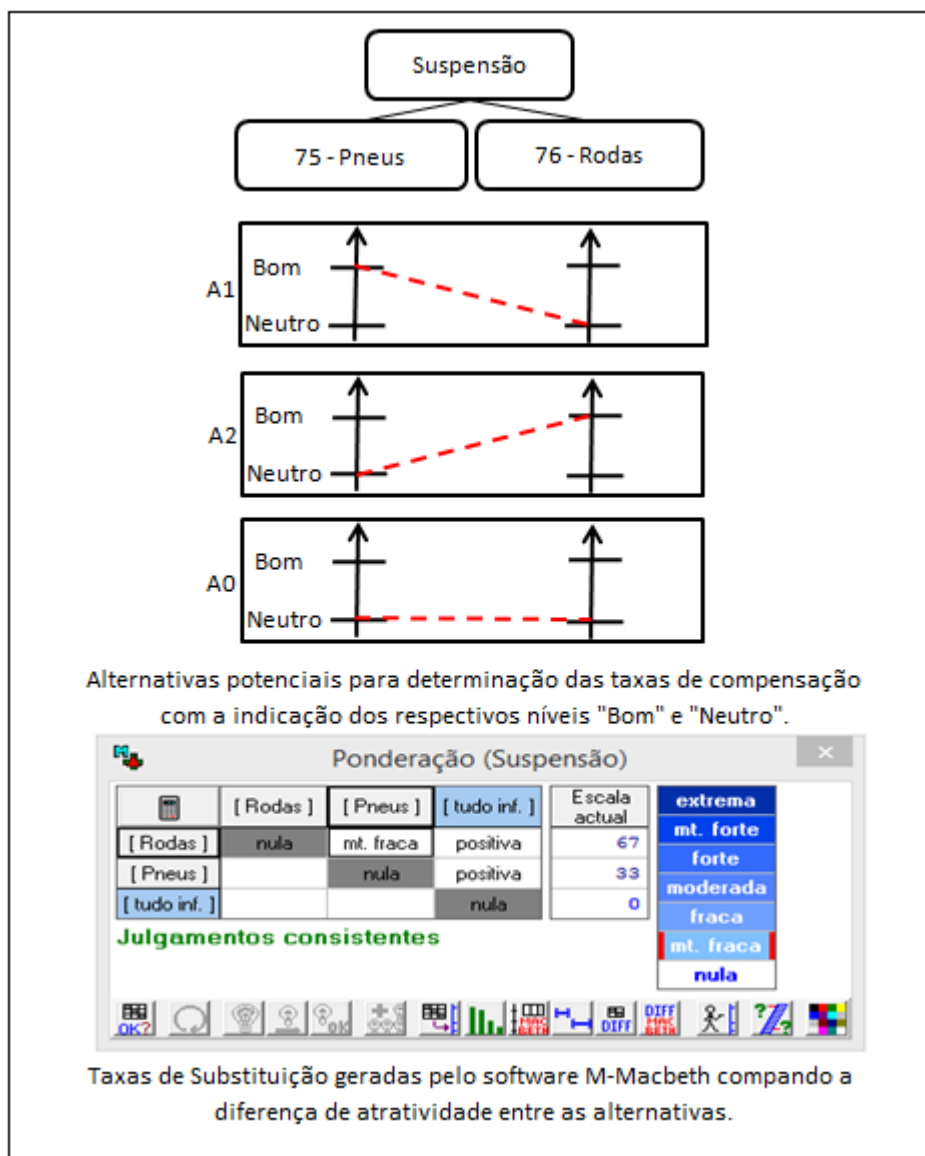 Suspensão
75 - Pneus
76 - Rodas
Bom
A1
Neutro
Bom
A2
Neutro
Bom
A0
Neutro
Alternativas potenciais para determinação das taxas de compensação
com a indicação dos respectivos níveis "Bom" e "Neutro".
Ponderação (Suspensão)
[ Rodas ] [ Pneus ] [ tudo inf. ] Escala actual
[ Rodas ] nula mt. fraca positiva 67
[ Pneus ] nula positiva 33
[ tudo inf. ] nula 0
extrema
mt. forte
forte
moderada
fraca
mt. fraca
nula
Julgamentos consistentes
OK? OK DIFF DIFF
Taxas de Substituição geradas pelo software M-Macbeth compando a
diferença de atratividade entre as alternativas.